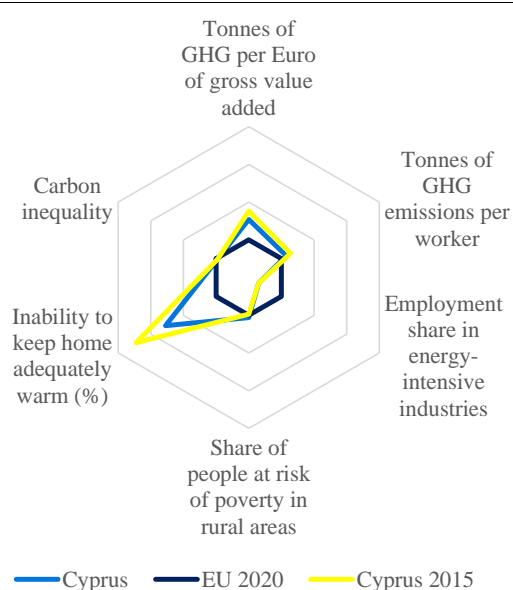 Tonnes of
GHG per Euro
of gross value
added
Tonnes of
GHG
emissions per
worker
Employment
share in
energy-
intensive
industries
Share of
people at risk
of poverty in
rural areas
Inability to
keep home
adequately
warm (%)
Carbon
inequality
Cyprus
EU 2020
Cyprus 2015